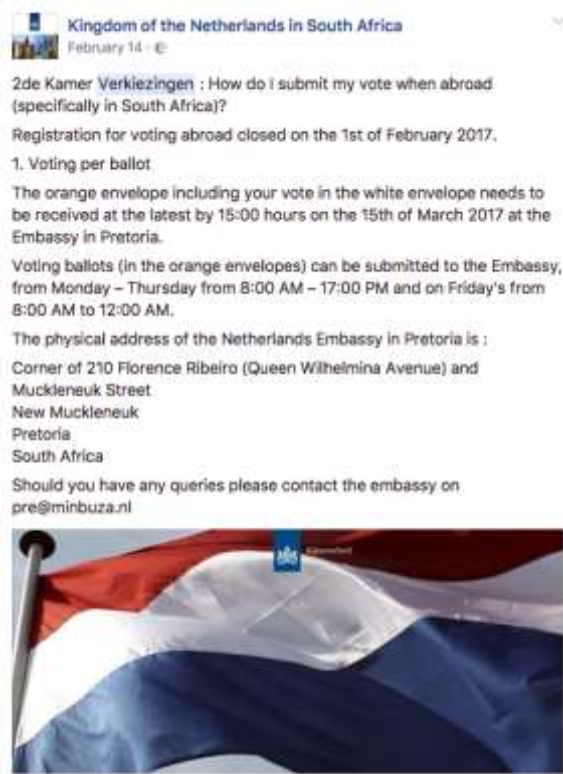 Kingdom of the Netherlands in South Africa
February 14
2de Kamer Verkiezingen : How do I submit my vote when abroad
(specifically in South Africa)?
Registration for voting abroad closed on the 1st of February 2017.
1. Voting per ballot
The orange envelope including your vote in the white envelope needs to
be received at the latest by 15:00 hours on the 15th of March 2017 at the
Embassy in Pretoria.
Voting ballots (in the orange envelopes) can be submitted to the Embassy,
from Monday – Thursday from 8:00 AM – 17:00 PM and on Friday's from
8:00 AM to 12:00 AM.
The physical address of the Netherlands Embassy in Pretoria is :
Corner of 210 Florence Ribeiro (Queen Wilhelmina Avenue) and
Muckleneuk Street
New Muckleneuk
Pretoria
South Africa
Should you have any queries please contact the embassy on
pre@minbuza.nl